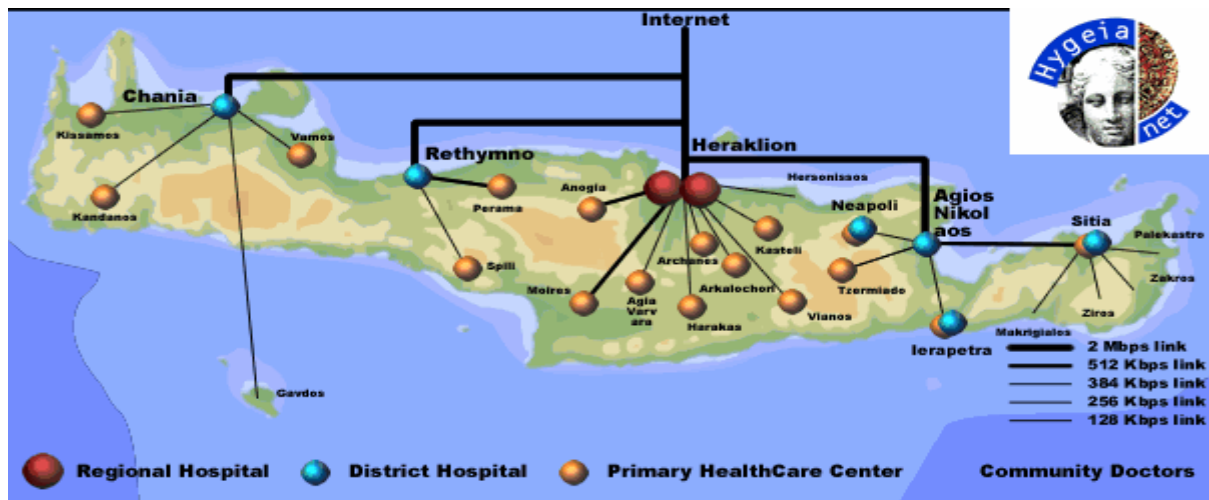 Internet
Hygeia
net
Chania
Kissamos
Vamos
Kandanos
Gavdos
Rethymno
Perama
Spili
Heraklion
Hersonissos
Anogia
Moires
Agia
Varv
ara
Archanes
Arkalochori
Harakas
Kasteli
Vianos
Neapoli
Agios
Nikol
aos
Tzermiado
Ierapetra
Sitia
Palekastro
Zakros
Ziros
Makrigialos
2 Mbps link
512 Kbps link
384 Kbps link
256 Kbps link
128 Kbps link
Regional Hospital
District Hospital
Primary HealthCare Center
Community Doctors